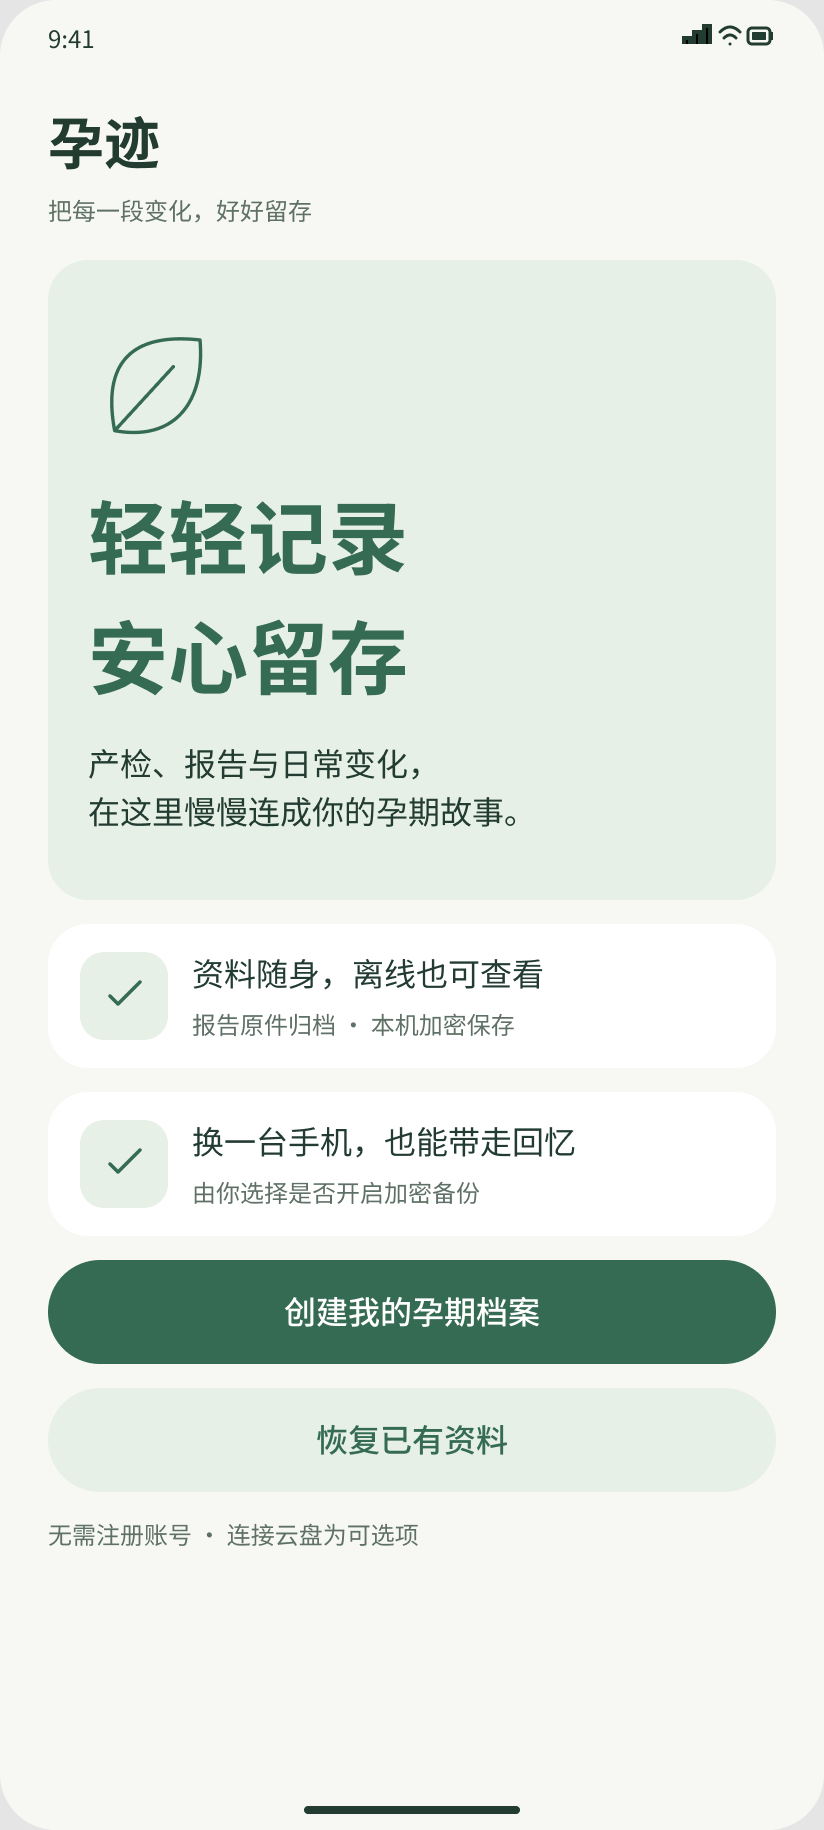 9:41
孕迹
把每一段变化，好好留存
轻轻记录
安心留存
产检、报告与日常变化，
在这里慢慢连成你的孕期故事。
资料随身，离线也可查看
报告原件归档 · 本机加密保存
换一台手机，也能带走回忆
由你选择是否开启加密备份
创建我的孕期档案
恢复已有资料
无需注册账号 · 连接云盘为可选项